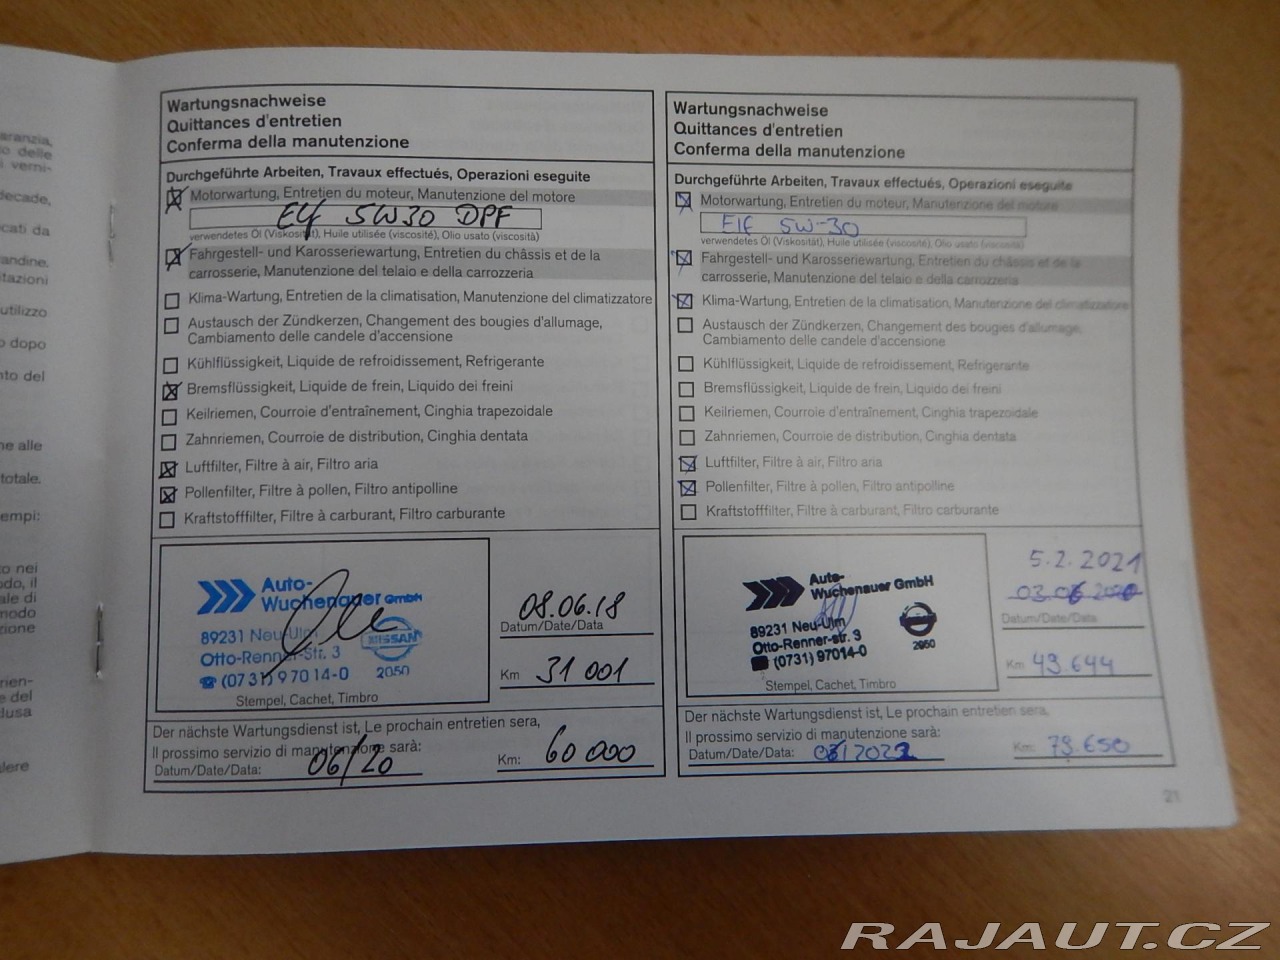 aranzia,
o delle
i verni-
decade,
cati da
andine.
tazioni
utilizzo
o dopo
nto del
ne alle
totale.
empi:
to nei
odo, il
ale di
modo
zione
rien-
e del
lusa
alere
Wartungsnachweise
Quittances d'entretien
Conferma della manutenzione
Durchgeführte Arbeiten, Travaux effectués, Operazioni eseguite
Motorwartung, Entretien du moteur, Manutenzione del motore
Elf 5W30 DPF
verwendetes Öl (Viskosität), Huile utilisée (viscosité), Olio usato (viscosità)
Fahrgestell- und Karosseriewartung, Entretien du châssis et de la
carrosserie, Manutenzione del telaio e della carrozzeria
Klima-Wartung, Entretien de la climatisation, Manutenzione del climatizzatore
Austausch der Zündkerzen, Changement des bougies d'allumage,
Cambiamento delle candele d'accensione
Kühlflüssigkeit, Liquide de refroidissement, Refrigerante
Bremsflüssigkeit, Liquide de frein, Liquido dei freini
Keilriemen, Courroie d'entraînement, Cinghia trapezoidale
Zahnriemen, Courroie de distribution, Cinghia dentata
Luftfilter, Filtre à air, Filtro aria
Pollenfilter, Filtre à pollen, Filtro antipolline
Kraftstofffilter, Filtre à carburant, Filtro carburante
Auto-
Wuchenauer GmbH
89231 Neu-Ulm
Otto-Renner-Str. 3
☎ (0731) 970 14-0
NISSAN
2050
Stempel, Cachet, Timbro
08.06.18
Datum/Date/Data
Km 31 001
Der nächste Wartungsdienst ist, Le prochain entretien sera,
Il prossimo servizio di manutenzione sarà:
Datum/Date/Data: 06/20 Km: 60 000
Wartungsnachweise
Quittances d'entretien
Conferma della manutenzione
Durchgeführte Arbeiten, Travaux effectués, Operazioni eseguite
Motorwartung, Entretien du moteur, Manutenzione del motore
Elf 5W-30
verwendetes Öl (Viskosität), Huile utilisée (viscosité), Olio usato (viscosità)
Fahrgestell- und Karosseriewartung, Entretien du châssis et de la
carrosserie, Manutenzione del telaio e della carrozzeria
Klima-Wartung, Entretien de la climatisation, Manutenzione del climatizzatore
Austausch der Zündkerzen, Changement des bougies d'allumage,
Cambiamento delle candele d'accensione
Kühlflüssigkeit, Liquide de refroidissement, Refrigerante
Bremsflüssigkeit, Liquide de frein, Liquido dei freini
Keilriemen, Courroie d'entraînement, Cinghia trapezoidale
Zahnriemen, Courroie de distribution, Cinghia dentata
Luftfilter, Filtre à air, Filtro aria
Pollenfilter, Filtre à pollen, Filtro antipolline
Kraftstofffilter, Filtre à carburant, Filtro carburante
Auto-
Wuchenauer GmbH
89231 Neu-Ulm
Otto-Renner-str. 3
☎ (0731) 97014-0
2050
Stempel, Cachet, Timbro
5.2.2021
Datum/Date/Data
Km 43.644
Der nächste Wartungsdienst ist, Le prochain entretien sera,
Il prossimo servizio di manutenzione sarà:
Datum/Date/Data: Km: 73.650
21
RAJAUT.CZ